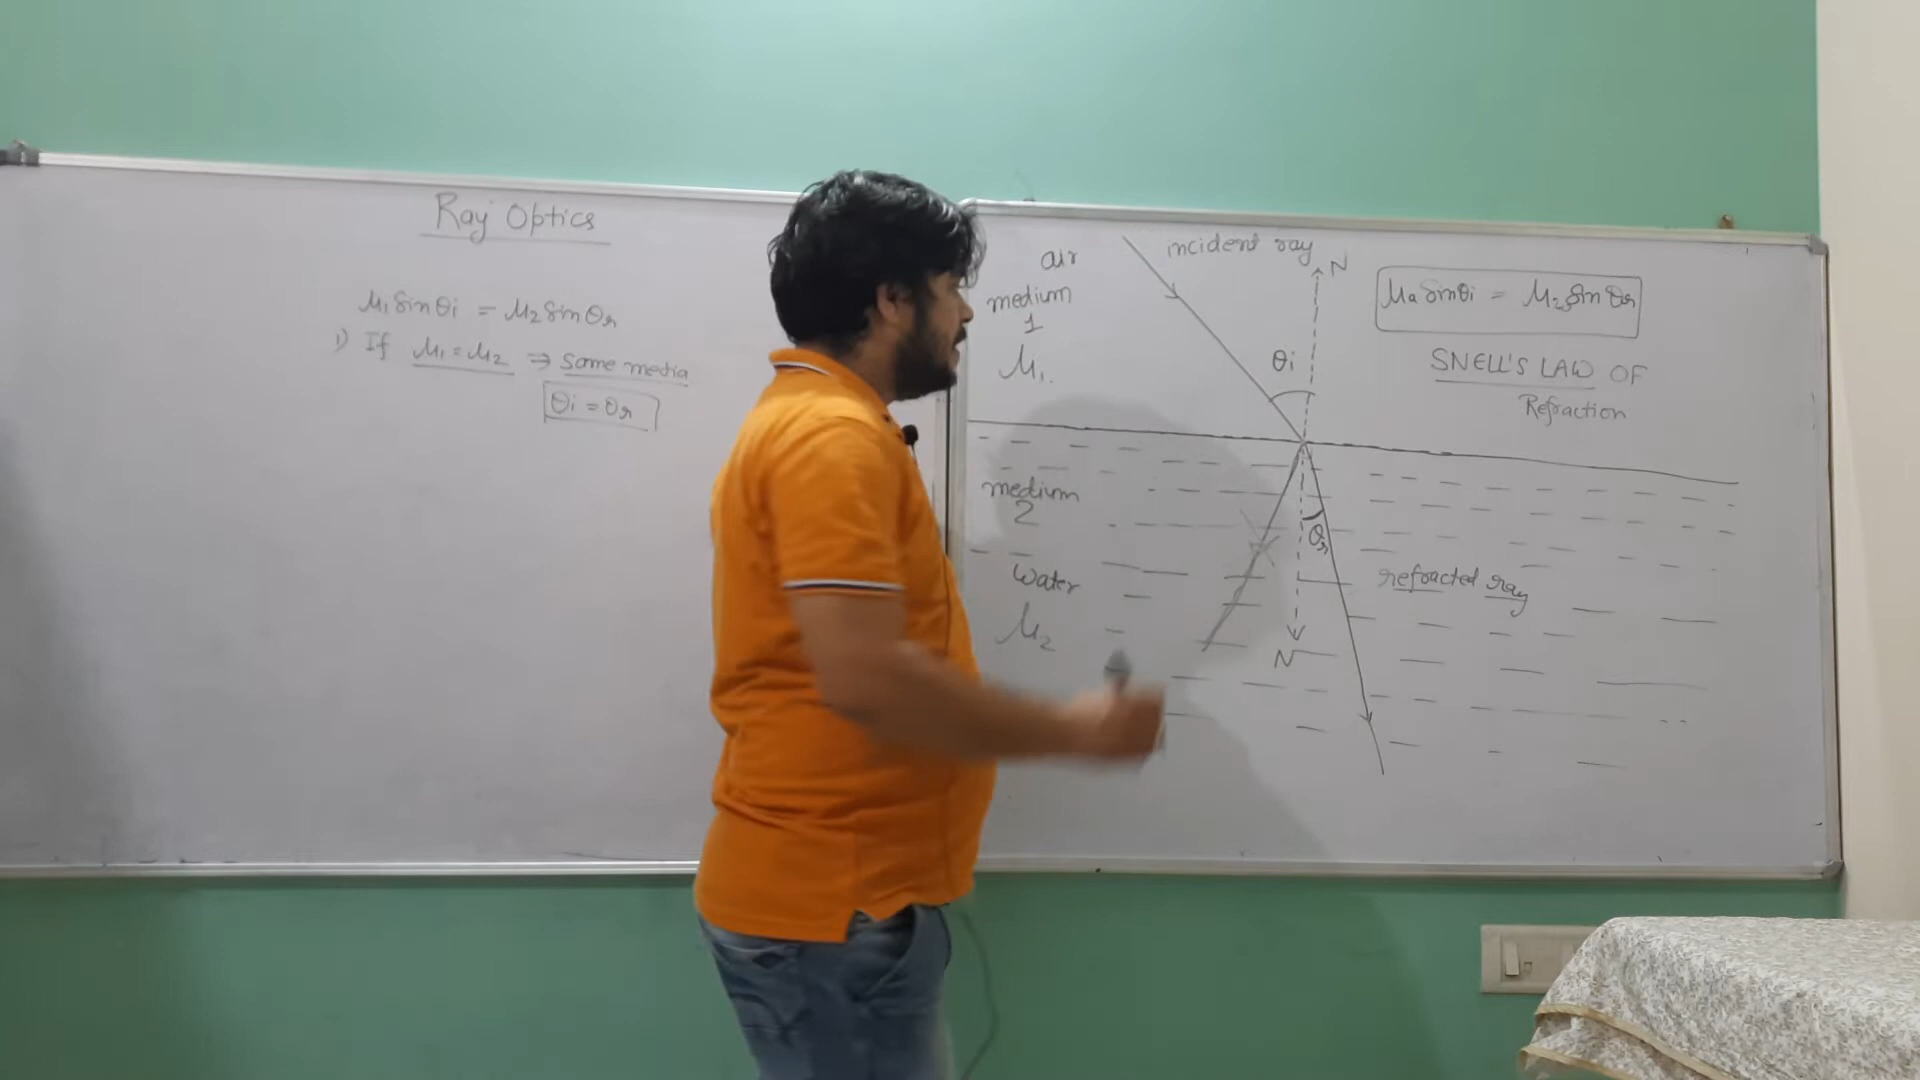 Ray Optics
μ₁ Sin θi = μ₂ Sin θr
1) If μ₁ = μ₂ ⇒ Same media
θi = θr
air
incident ray
N
medium
1
μ₁.
θi
μa Sinθi = μ₂ Sin θr
SNELL'S LAW OF
Refraction
medium
2
θr
water
refracted ray
μ₂
N